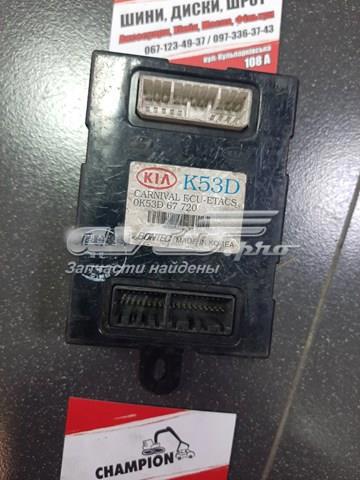 ШИНИ, ДИСКИ, ШРОТ
067-123-49-37 / 097-336-37-43
108 А
KIA K53D
CARNIVAL ECU-ETACS
0K53D 67 720
MADE IN KOREA
Запчасти
CHAMPION